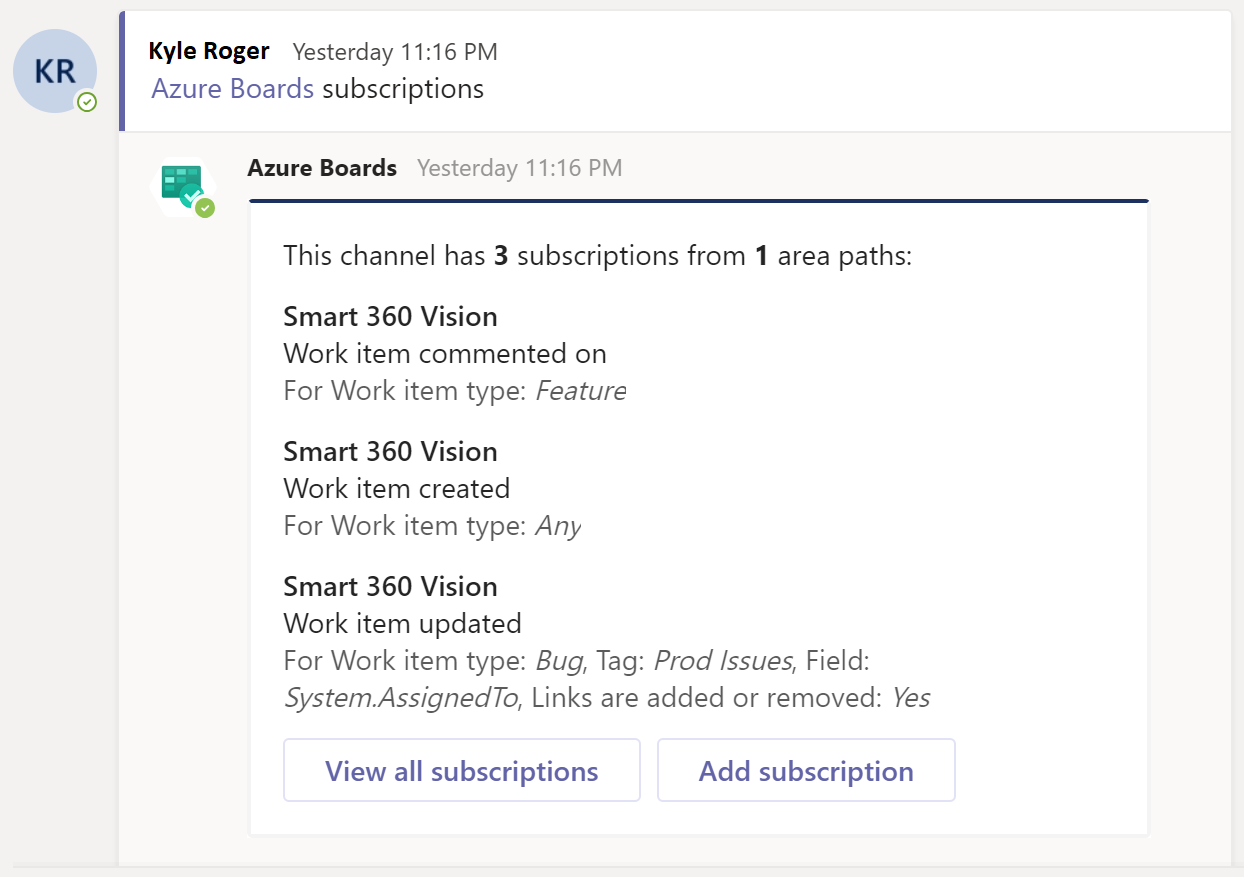 KR
Kyle Roger Yesterday 11:16 PM
Azure Boards subscriptions
Azure Boards Yesterday 11:16 PM
This channel has 3 subscriptions from 1 area paths:
Smart 360 Vision
Work item commented on
For Work item type: Feature
Smart 360 Vision
Work item created
For Work item type: Any
Smart 360 Vision
Work item updated
For Work item type: Bug, Tag: Prod Issues, Field:
System.AssignedTo, Links are added or removed: Yes
View all subscriptions Add subscription